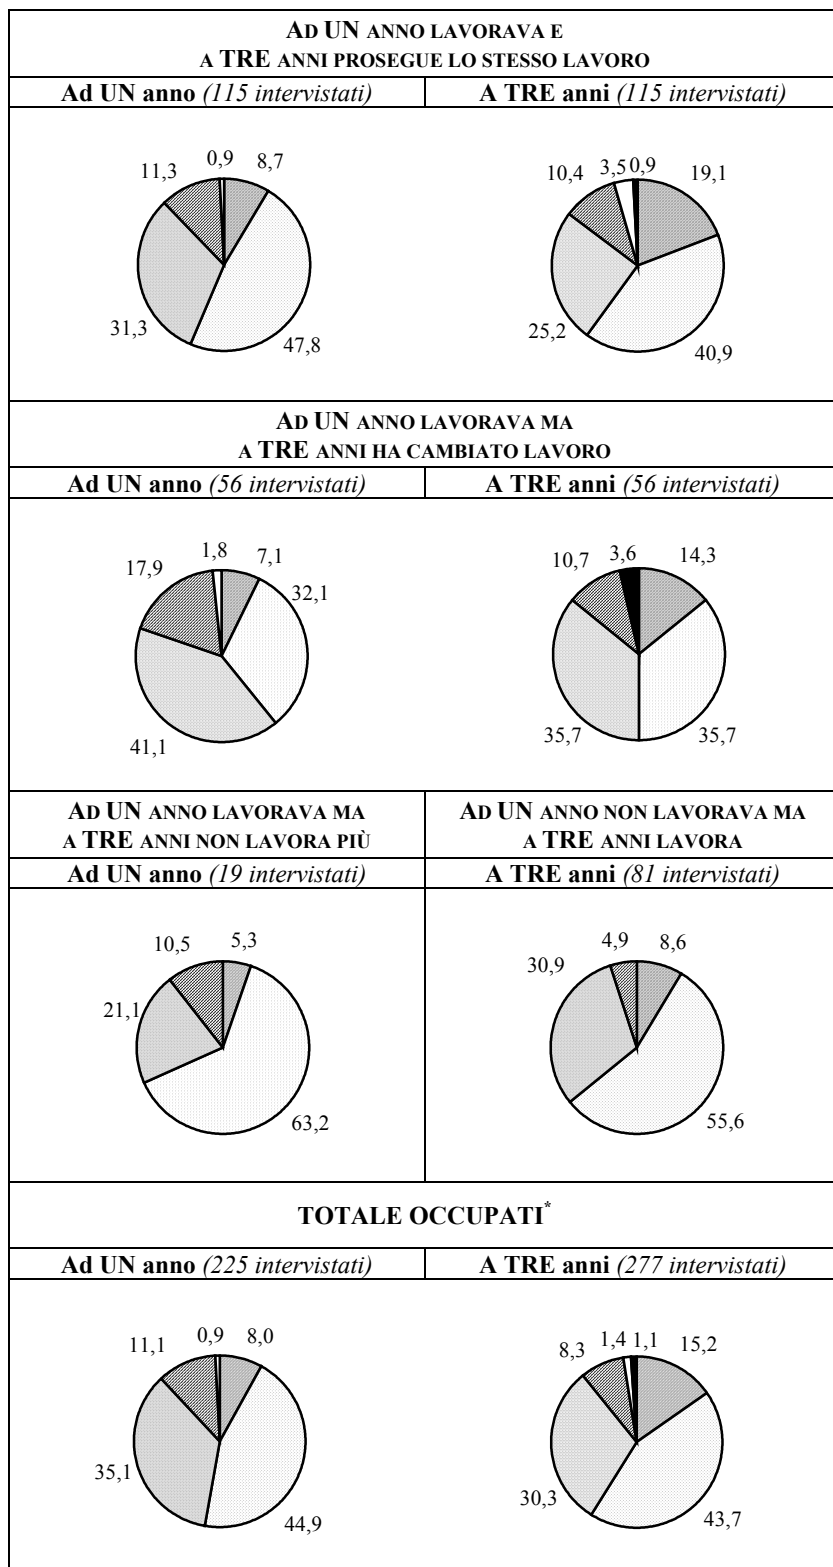 AD UN ANNO LAVORAVA E
A TRE ANNI PROSEGUE LO STESSO LAVORO
Ad UN anno (115 intervistati)
A TRE anni (115 intervistati)
11,3
0,9
8,7
31,3
47,8
10,4
3,5
0,9
19,1
25,2
40,9
AD UN ANNO LAVORAVA MA
A TRE ANNI HA CAMBIATO LAVORO
Ad UN anno (56 intervistati)
A TRE anni (56 intervistati)
17,9
1,8
7,1
32,1
41,1
10,7
3,6
14,3
35,7
35,7
AD UN ANNO LAVORAVA MA
A TRE ANNI NON LAVORA PIÙ
AD UN ANNO NON LAVORAVA MA
A TRE ANNI LAVORA
Ad UN anno (19 intervistati)
A TRE anni (81 intervistati)
10,5
5,3
21,1
63,2
30,9
4,9
8,6
55,6
TOTALE OCCUPATI*
Ad UN anno (225 intervistati)
A TRE anni (277 intervistati)
11,1
0,9
8,0
35,1
44,9
8,3
1,4
1,1
15,2
30,3
43,7